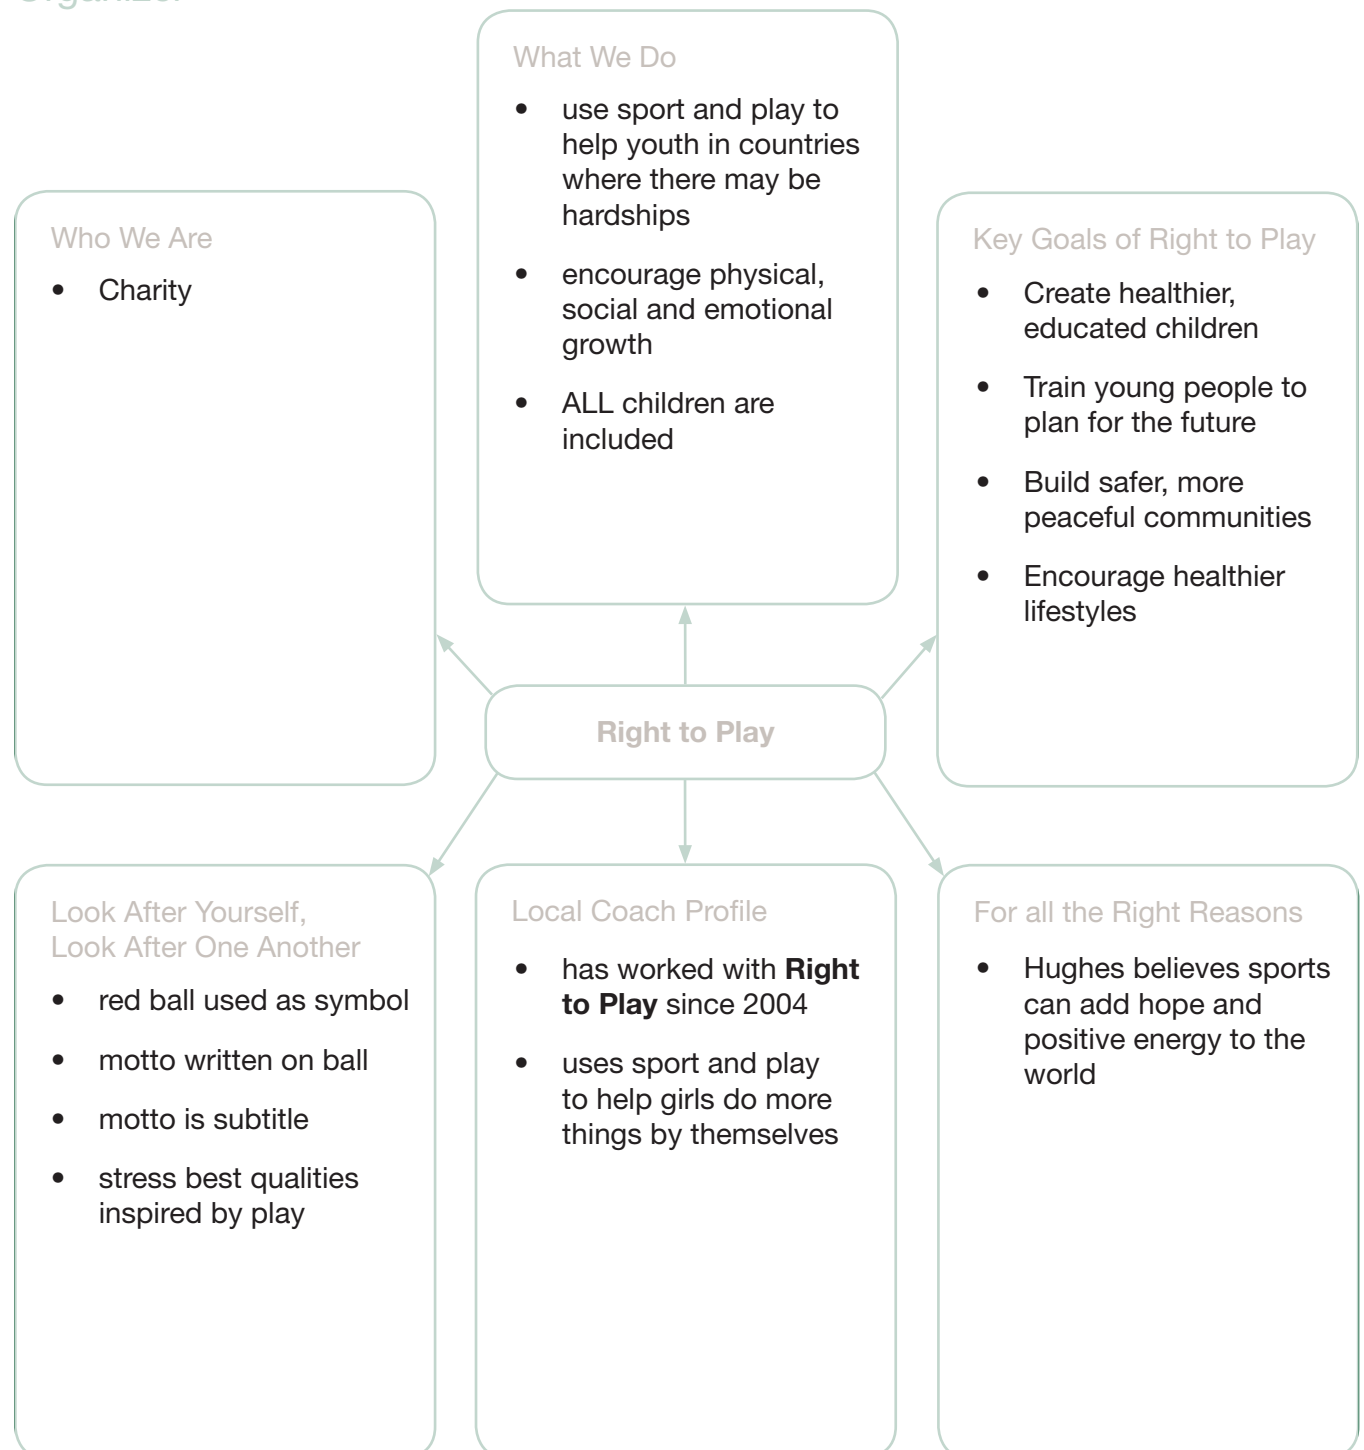 What We Do
• use sport and play to
help youth in countries
where there may be
hardships
• encourage physical,
social and emotional
growth
• ALL children are
included
Who We Are
• Charity
Key Goals of Right to Play
• Create healthier,
educated children
• Train young people to
plan for the future
• Build safer, more
peaceful communities
• Encourage healthier
lifestyles
Right to Play
Look After Yourself,
Look After One Another
• red ball used as symbol
• motto written on ball
• motto is subtitle
• stress best qualities
inspired by play
Local Coach Profile
• has worked with Right
to Play since 2004
• uses sport and play
to help girls do more
things by themselves
For all the Right Reasons
• Hughes believes sports
can add hope and
positive energy to the
world